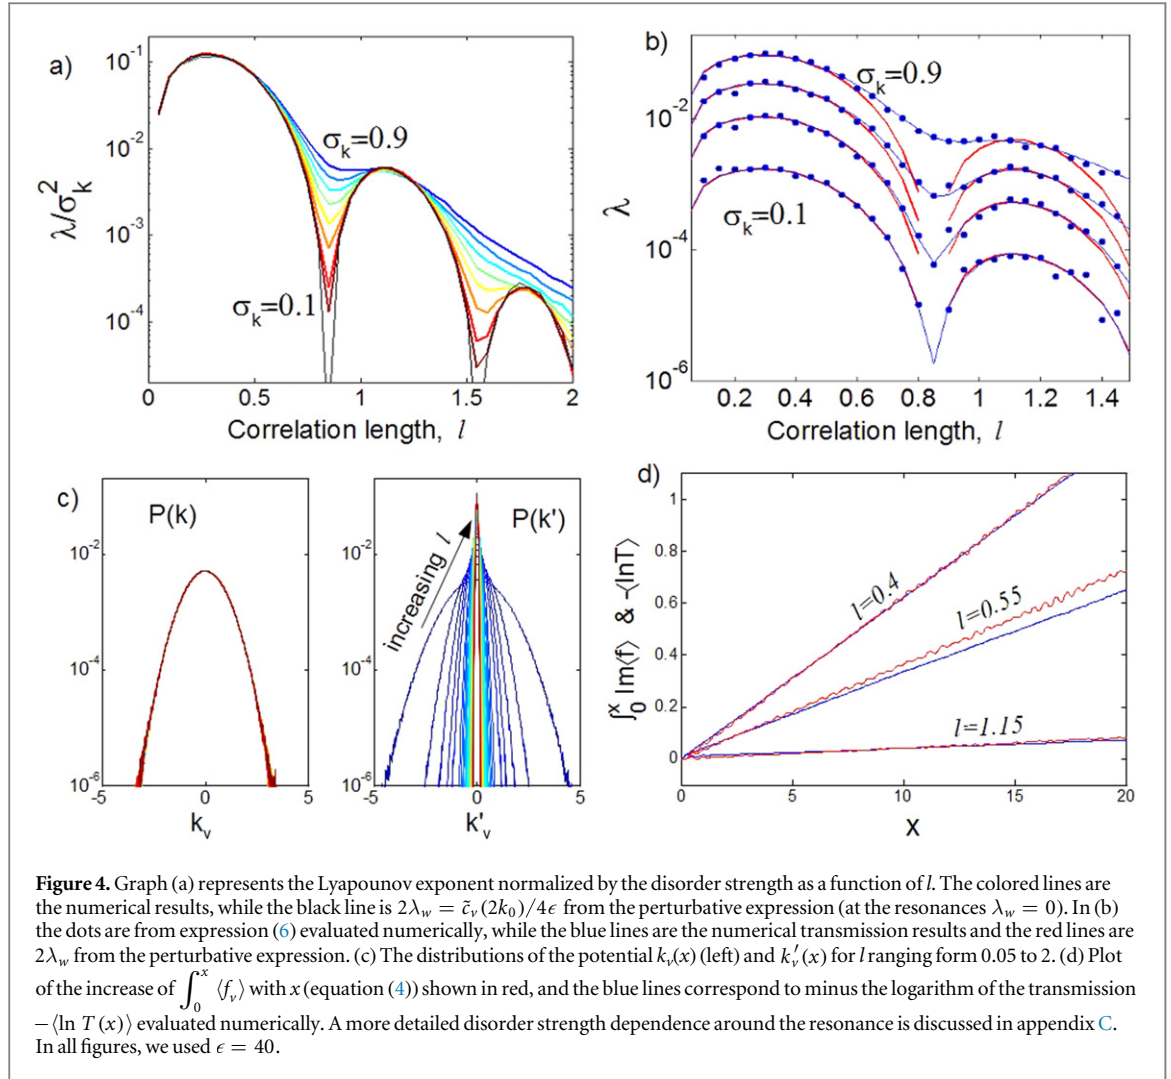 a)
10^-1
10^-2
10^-3
10^-4
λ/σ_k^2
σ_k=0.9
σ_k=0.1
0 0.5 1 1.5 2
Correlation length, l
b)
10^-2
10^-4
10^-6
λ
σ_k=0.9
σ_k=0.1
0.2 0.4 0.6 0.8 1 1.2 1.4
Correlation length, l
c)
P(k)
10^-2
10^-4
10^-6
-5 0 5
k_v
P(k')
increasing l
10^-2
10^-4
10^-6
-5 0 5
k'_v
d)
∫_0^x Im⟨f⟩ & -⟨lnT⟩
1
0.8
0.6
0.4
0.2
0
l=0.4
l=0.55
l=1.15
0 5 10 15 20
X
Figure 4. Graph (a) represents the Lyapounov exponent normalized by the disorder strength as a function of l. The colored lines are
the numerical results, while the black line is 2λ_w = c̃_v(2k_0)/4ϵ from the perturbative expression (at the resonances λ_w = 0). In (b)
the dots are from expression (6) evaluated numerically, while the blue lines are the numerical transmission results and the red lines are
2λ_w from the perturbative expression. (c) The distributions of the potential k_v(x) (left) and k_v′(x) for l ranging form 0.05 to 2. (d) Plot
of the increase of ∫_0^x ⟨f_v⟩ with x (equation (4)) shown in red, and the blue lines correspond to minus the logarithm of the transmission
−⟨ln T(x)⟩ evaluated numerically. A more detailed disorder strength dependence around the resonance is discussed in appendix C.
In all figures, we used ϵ = 40.